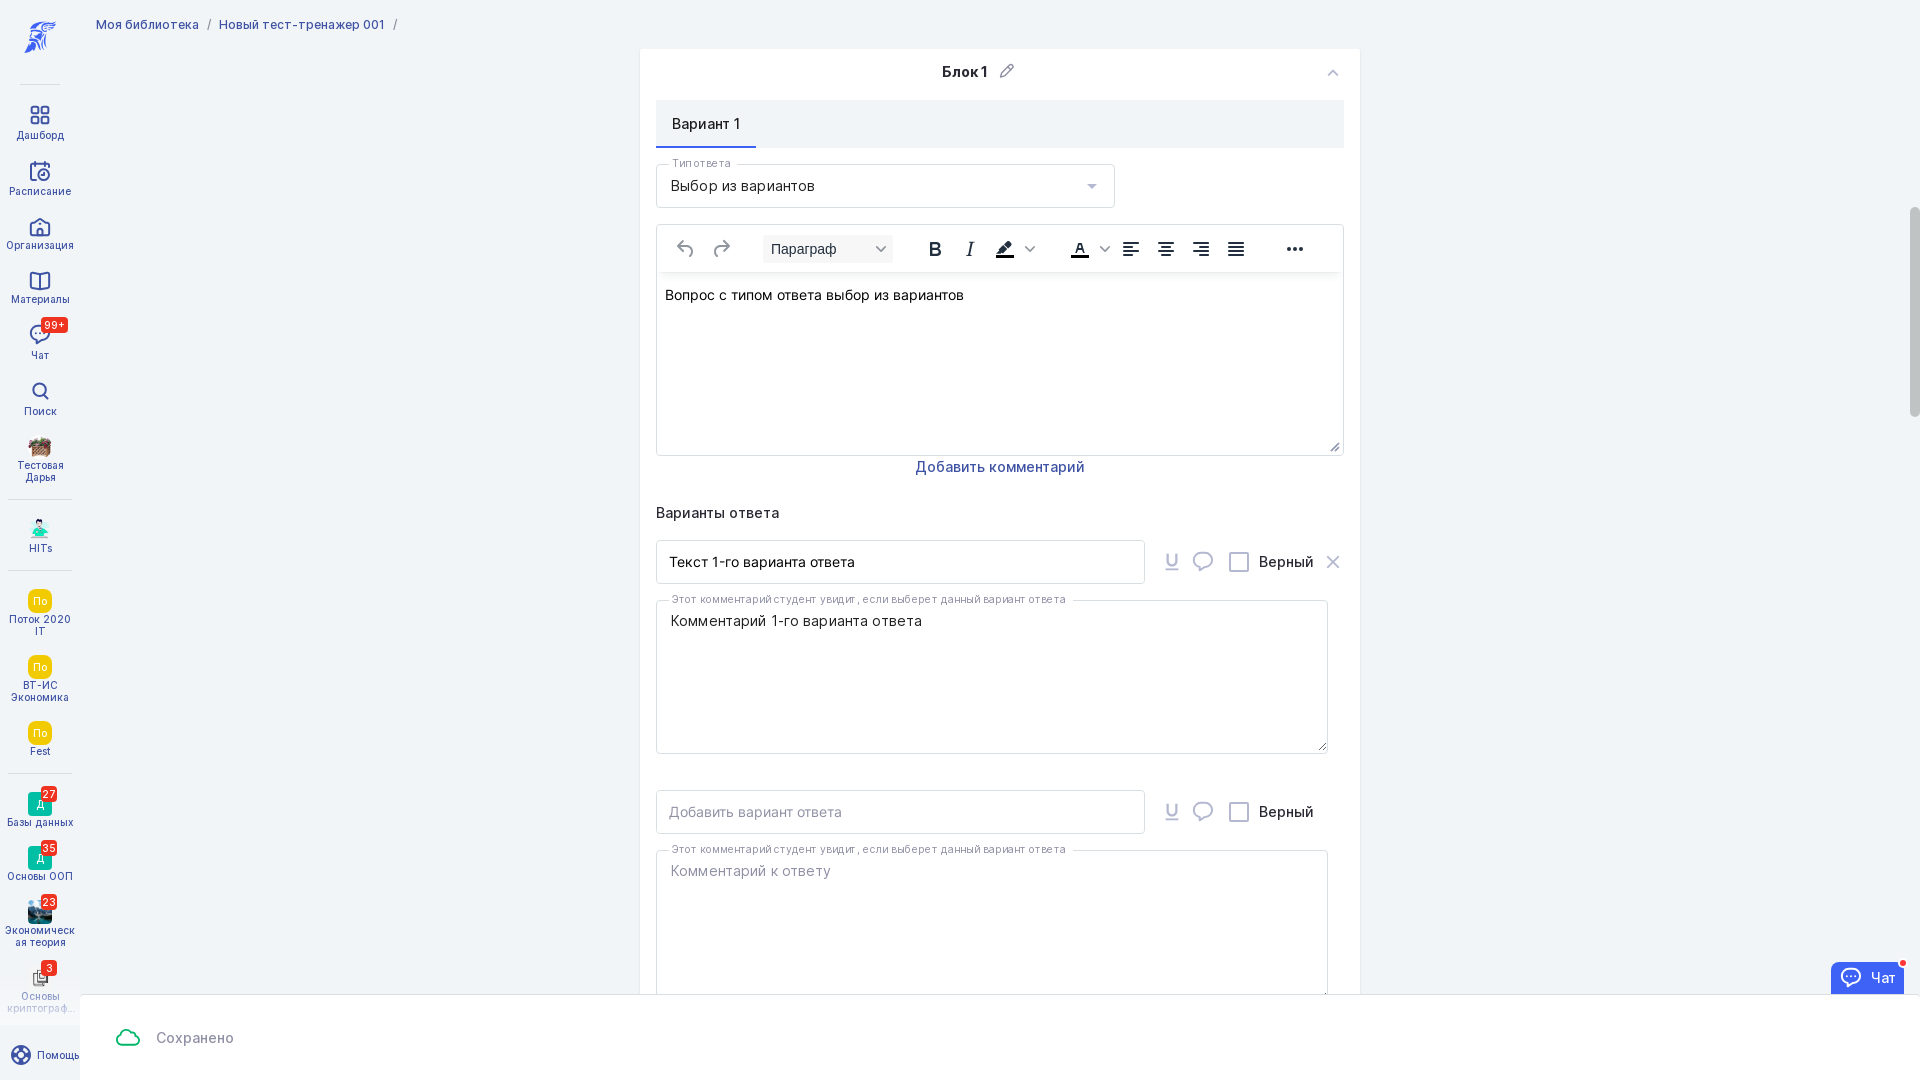 Моя библиотека / Новый тест-тренажер 001 /
Дашборд
Расписание
Организация
Материалы
99+
Чат
Поиск
Тестовая
Дарья
HITs
По
Поток 2020
IT
По
ВТ-ИС
Экономика
По
Fest
27
Д
Базы данных
35
Д
Основы ООП
23
Экономическ
ая теория
3
Основы
криптограф...
Помощь
Блок 1
Вариант 1
Тип ответа
Выбор из вариантов
Параграф
B I A
Вопрос с типом ответа выбор из вариантов
Добавить комментарий
Варианты ответа
Текст 1-го варианта ответа
U Верный
Этот комментарий студент увидит, если выберет данный вариант ответа
Комментарий 1-го варианта ответа
Добавить вариант ответа
U Верный
Этот комментарий студент увидит, если выберет данный вариант ответа
Комментарий к ответу
Чат
Сохранено